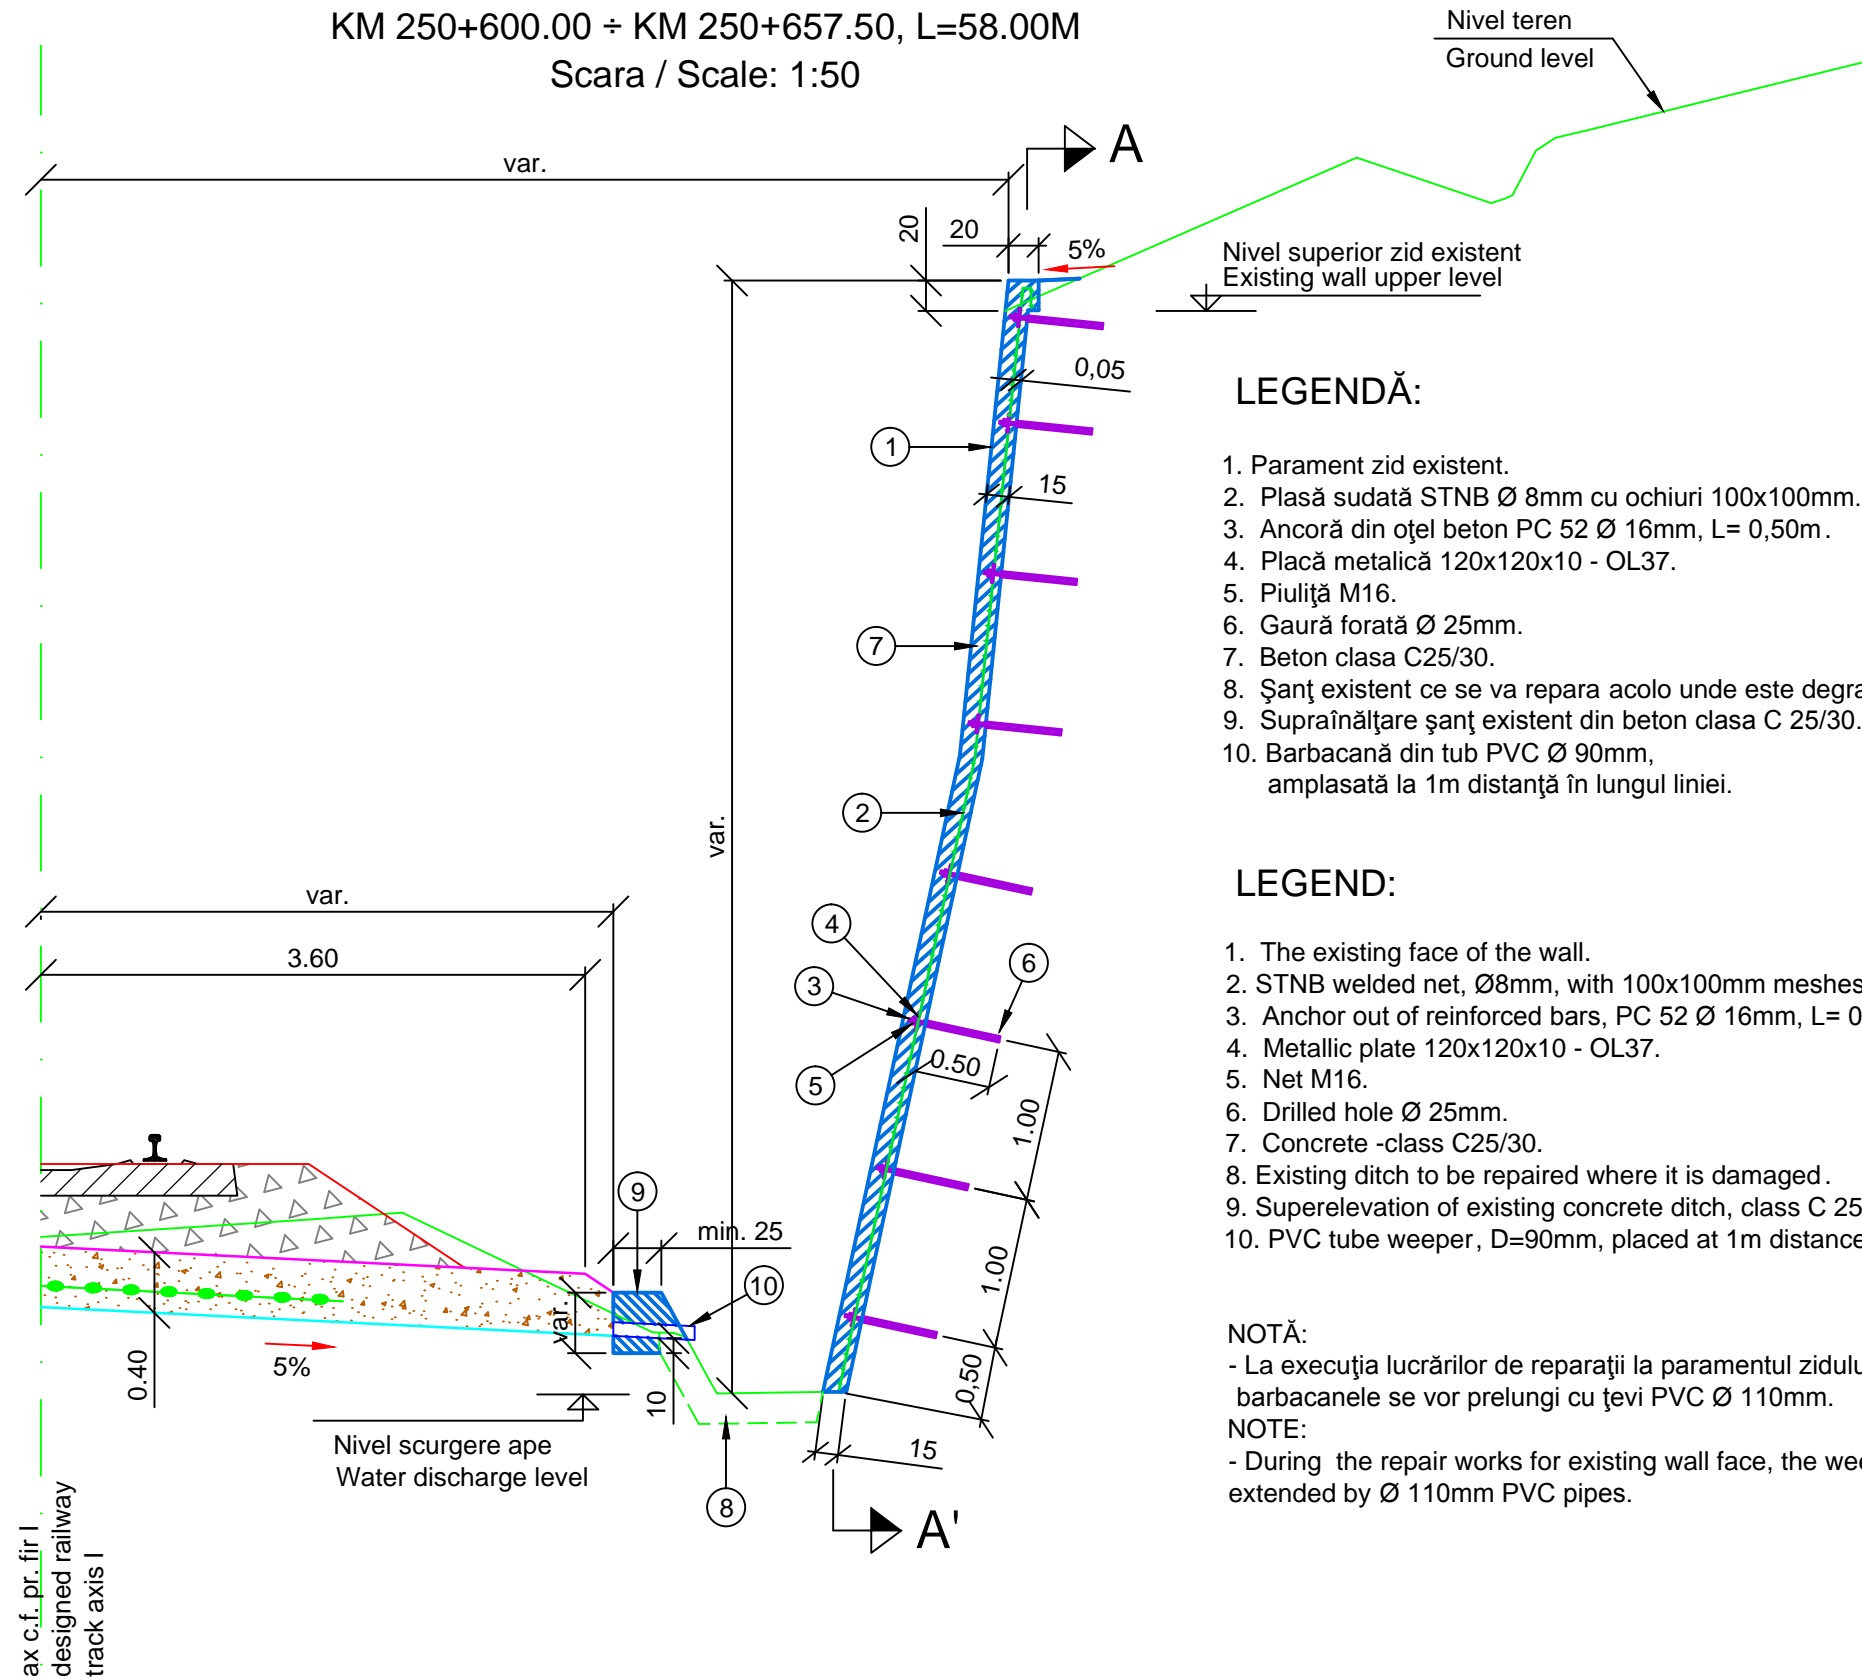 KM 250+600.00 ÷ KM 250+657.50, L=58.00M
Scara / Scale: 1:50
Nivel teren
Ground level
A
var.
20
20
5%
Nivel superior zid existent
Existing wall upper level
0,05
1
15
7
2
var.
var.
3.60
4
3
6
5
0.50
1.00
1.00
0,50
9
min. 25
10
var.
10
0.40
5%
15
8
Nivel scurgere ape
Water discharge level
A'
ax c.f. pr. fir I
designed railway
track axis I
LEGENDĂ:
1. Parament zid existent.
2. Plasă sudată STNB Ø 8mm cu ochiuri 100x100mm.
3. Ancoră din oţel beton PC 52 Ø 16mm, L= 0,50m.
4. Placă metalică 120x120x10 - OL37.
5. Piuliţă M16.
6. Gaură forată Ø 25mm.
7. Beton clasa C25/30.
8. Şanţ existent ce se va repara acolo unde este degra
9. Supraînălţare şanţ existent din beton clasa C 25/30.
10. Barbacană din tub PVC Ø 90mm,
amplasată la 1m distanţă în lungul liniei.
LEGEND:
1. The existing face of the wall.
2. STNB welded net, Ø8mm, with 100x100mm meshes
3. Anchor out of reinforced bars, PC 52 Ø 16mm, L= 0
4. Metallic plate 120x120x10 - OL37.
5. Net M16.
6. Drilled hole Ø 25mm.
7. Concrete -class C25/30.
8. Existing ditch to be repaired where it is damaged.
9. Superelevation of existing concrete ditch, class C 25
10. PVC tube weeper, D=90mm, placed at 1m distance
NOTĂ:
- La execuţia lucrărilor de reparaţii la paramentul zidulu
barbacanele se vor prelungi cu ţevi PVC Ø 110mm.
NOTE:
- During the repair works for existing wall face, the wee
extended by Ø 110mm PVC pipes.